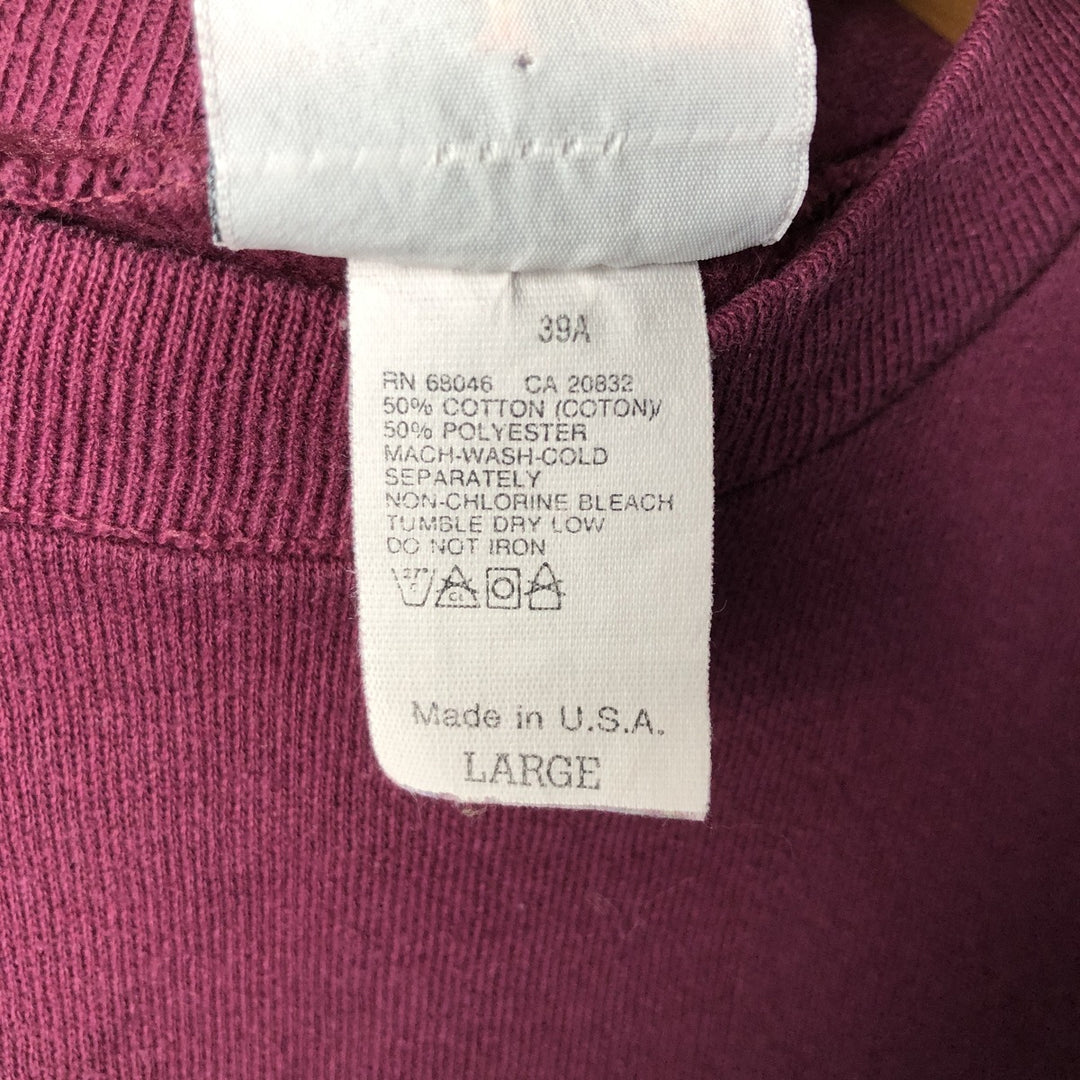 39A
RN 68046 CA 20832
50% COTTON (COTON)/
50% POLYESTER
MACH-WASH-COLD
SEPARATELY
NON-CHLORINE BLEACH
TUMBLE DRY LOW
DO NOT IRON
CL
Made in U.S.A.
LARGE